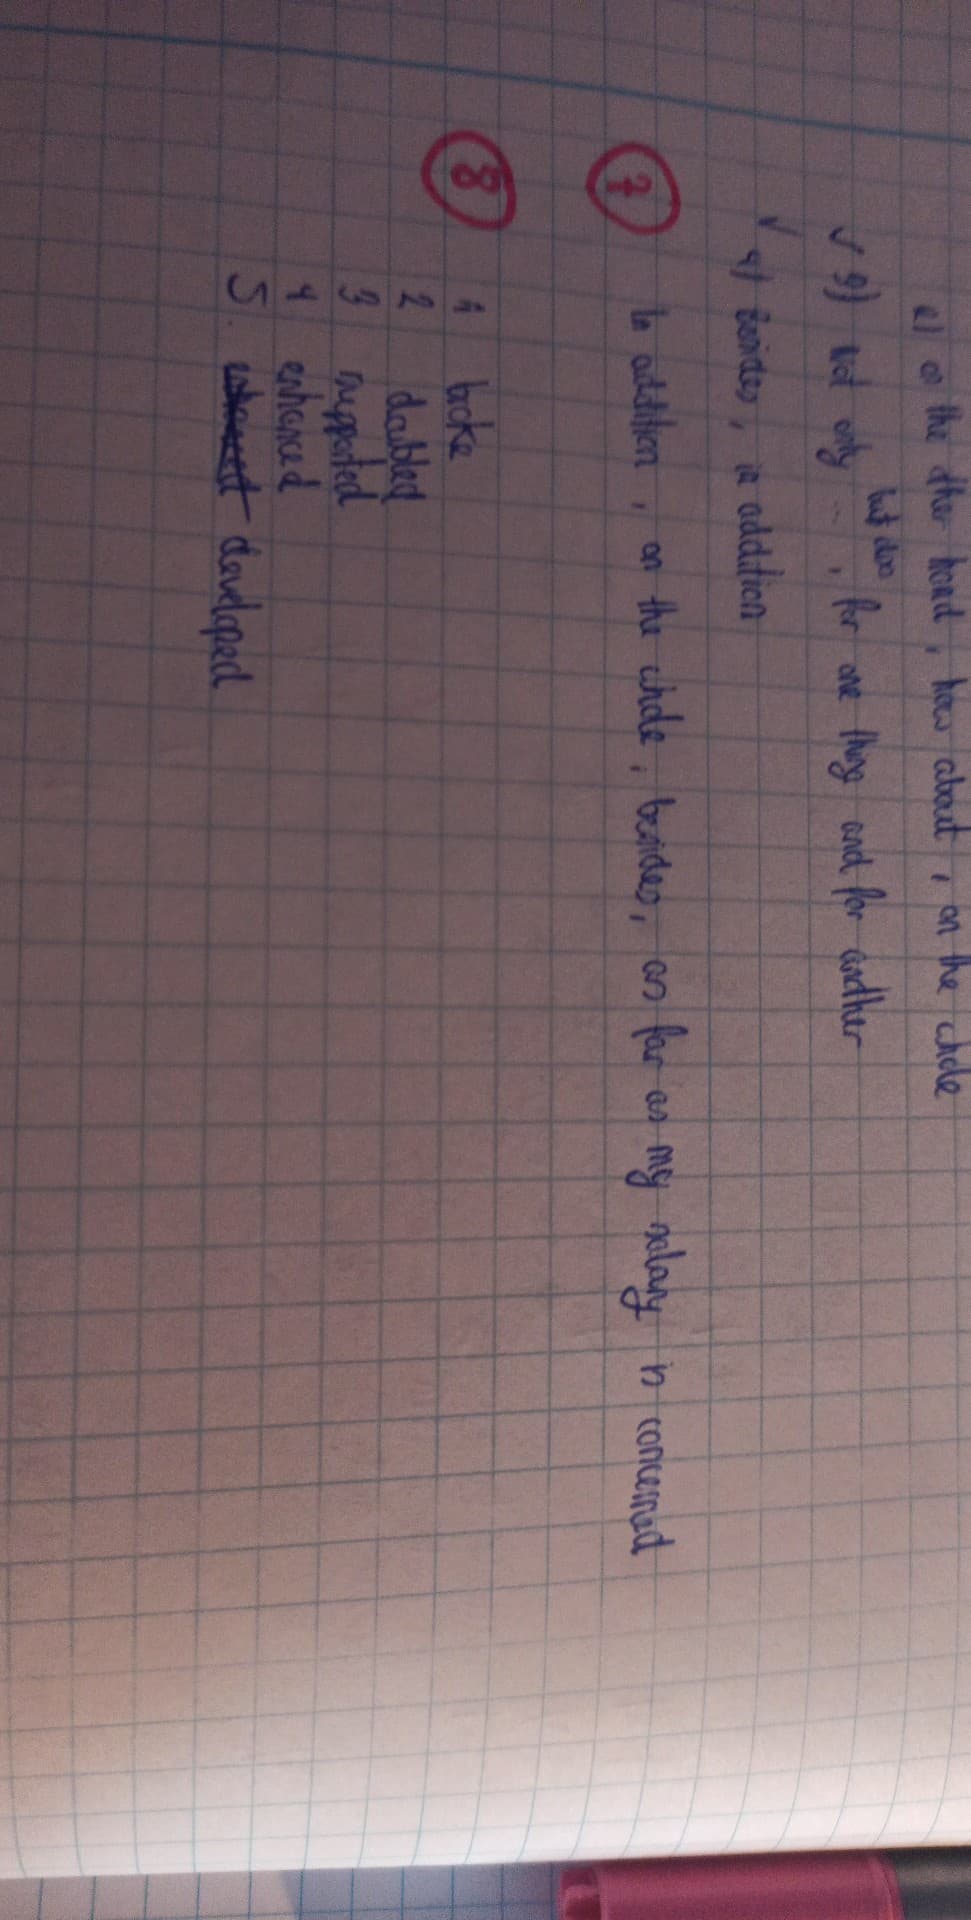 e) on the other hand, how about, on the whole
but also
✓ g) not only ..., for one thing and for another
✓ a) besides, in addition
7 In addition, on the whole, besides, as far as my salary is concerned
8 1 broke
2 doubled
3 supported
4 enhanced
5. developed